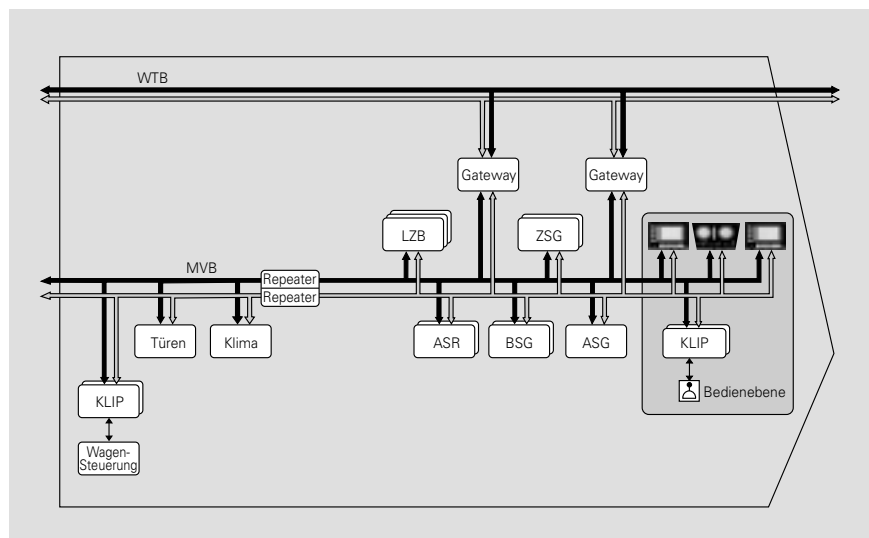 WTB
Gateway
Gateway
LZB
ZSG
MVB
Repeater
Repeater
Türen
Klima
ASR
BSG
ASG
KLIP
Bedienebene
KLIP
Wagen-
Steuerung